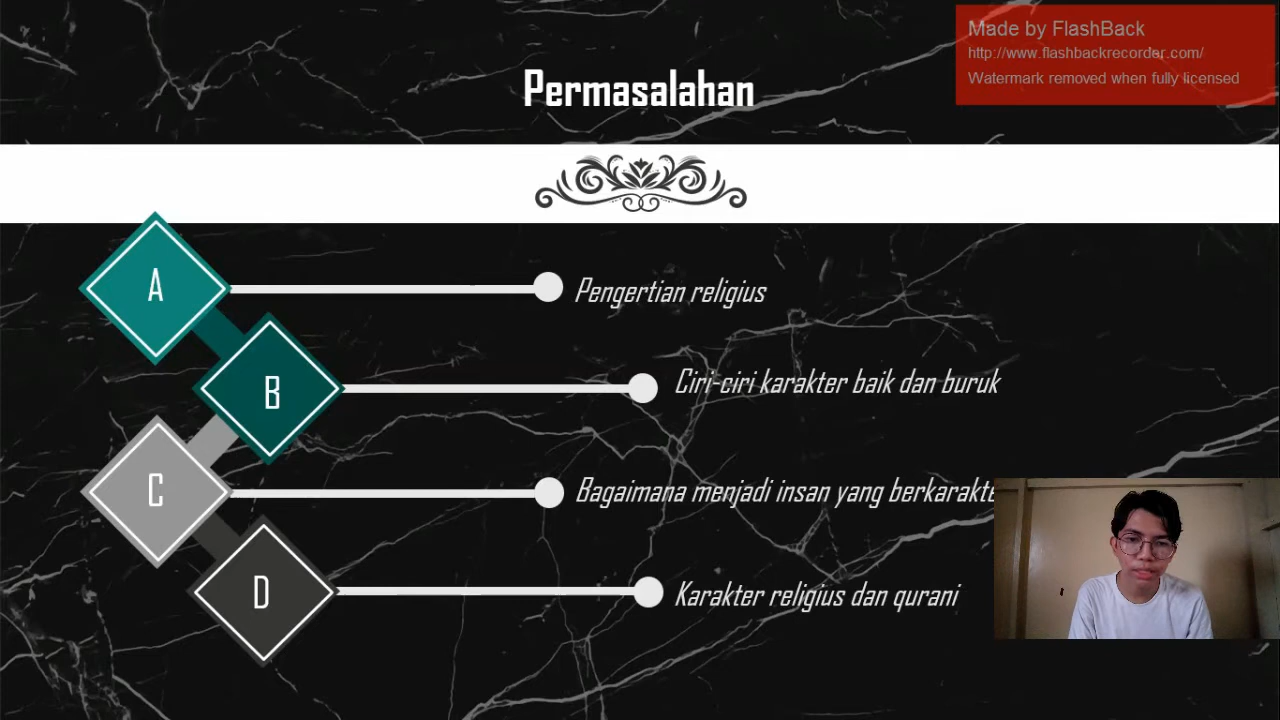 Made by FlashBack
http://www.flashbackrecorder.com/
Watermark removed when fully licensed
Permasalahan
A
Pengertian religius
B
Ciri-ciri karakter baik dan buruk
C
Bagaimana menjadi insan yang
D
Karakter religius dan qurani